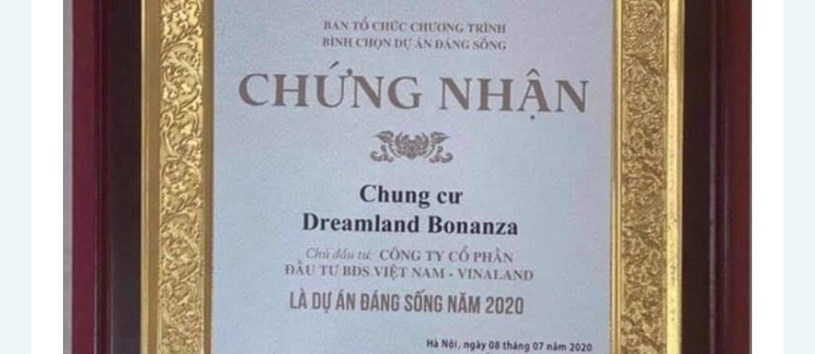 BAN TỔ CHỨC CHƯƠNG TRÌNH
BÌNH CHỌN DỰ ÁN ĐÁNG SỐNG
CHỨNG NHẬN
Chung cư
Dreamland Bonanza
Chủ đầu tư: CÔNG TY CỔ PHẦN
ĐẦU TƯ BĐS VIỆT NAM - VINALAND
LÀ DỰ ÁN ĐÁNG SỐNG NĂM 2020
Hà Nội, ngày 08 tháng 07 năm 2020